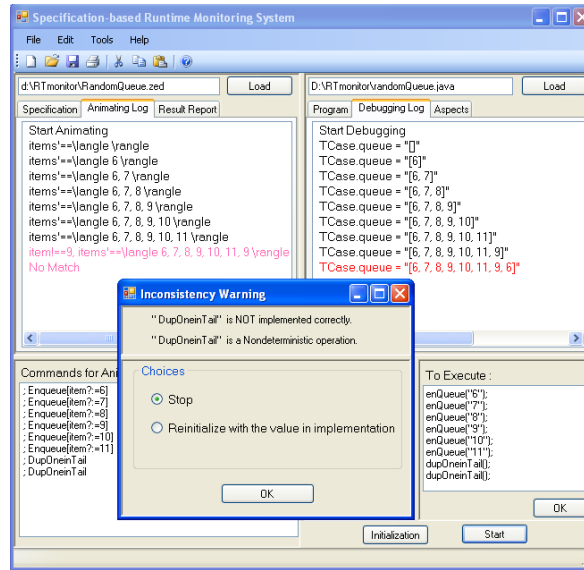 Specification-based Runtime Monitoring System
File Edit Tools Help
d:\RTmonitor\RandomQueue.zed Load
Specification Animating Log Result Report
Start Animating
items'==\langle \rangle
items'==\langle 6 \rangle
items'==\langle 6, 7 \rangle
items'==\langle 6, 7, 8 \rangle
items'==\langle 6, 7, 8, 9 \rangle
items'==\langle 6, 7, 8, 9, 10 \rangle
items'==\langle 6, 7, 8, 9, 10, 11 \rangle
item!==9, items'==\langle 6, 7, 8, 9, 10, 11, 9 \rangle
No Match
D:\RTmonitor\randomQueue.java Load
Program Debugging Log Aspects
Start Debugging
TCase.queue = "[]"
TCase.queue = "[6]"
TCase.queue = "[6, 7]"
TCase.queue = "[6, 7, 8]"
TCase.queue = "[6, 7, 8, 9]"
TCase.queue = "[6, 7, 8, 9, 10]"
TCase.queue = "[6, 7, 8, 9, 10, 11]"
TCase.queue = "[6, 7, 8, 9, 10, 11, 9]"
TCase.queue = "[6, 7, 8, 9, 10, 11, 9, 6]"
Inconsistency Warning
"DupOneinTail" is NOT implemented correctly.
"DupOneinTail" is a Nondeterministic operation.
Choices
Stop
Reinitialize with the value in implementation
OK
Commands for Ani
; Enqueue[item?:=6]
; Enqueue[item?:=7]
; Enqueue[item?:=8]
; Enqueue[item?:=9]
; Enqueue[item?:=10]
; Enqueue[item?:=11]
; DupOneinTail
; DupOneinTail
To Execute :
enQueue("6");
enQueue("7");
enQueue("8");
enQueue("9");
enQueue("10");
enQueue("11");
dupOneinTail();
dupOneinTail();
OK
Initialization Start